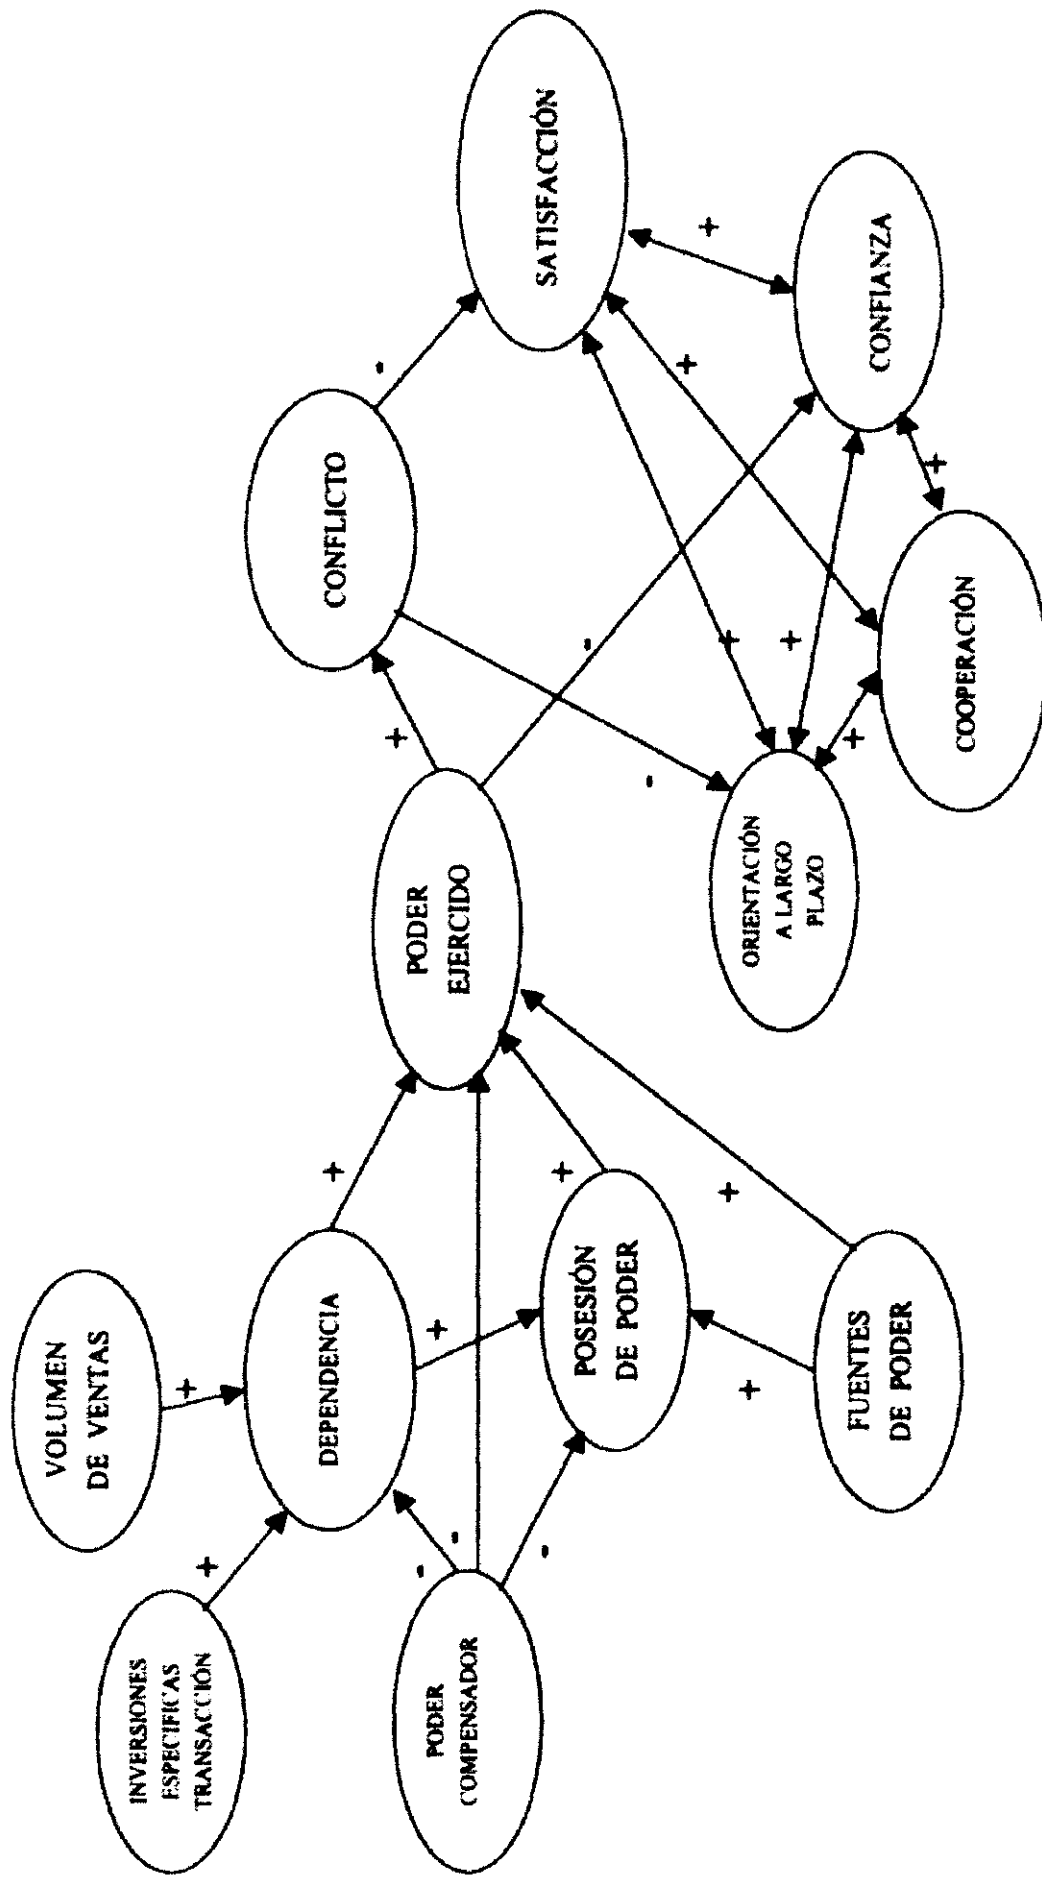 VOLUMEN
DE VENTAS
INVERSIONES
ESPECIFICAS
TRANSACCIÓN
DEPENDENCIA
PODER
COMPENSADOR
POSESIÓN
DE PODER
FUENTES
DE PODER
PODER
EJERCIDO
CONFLICTO
ORIENTACIÓN
A LARGO
PLAZO
SATISFACCIÓN
CONFIANZA
COOPERACIÓN
+
+
-
-
-
+
+
+
+
+
+
-
-
-
+
+
+
+
+
+